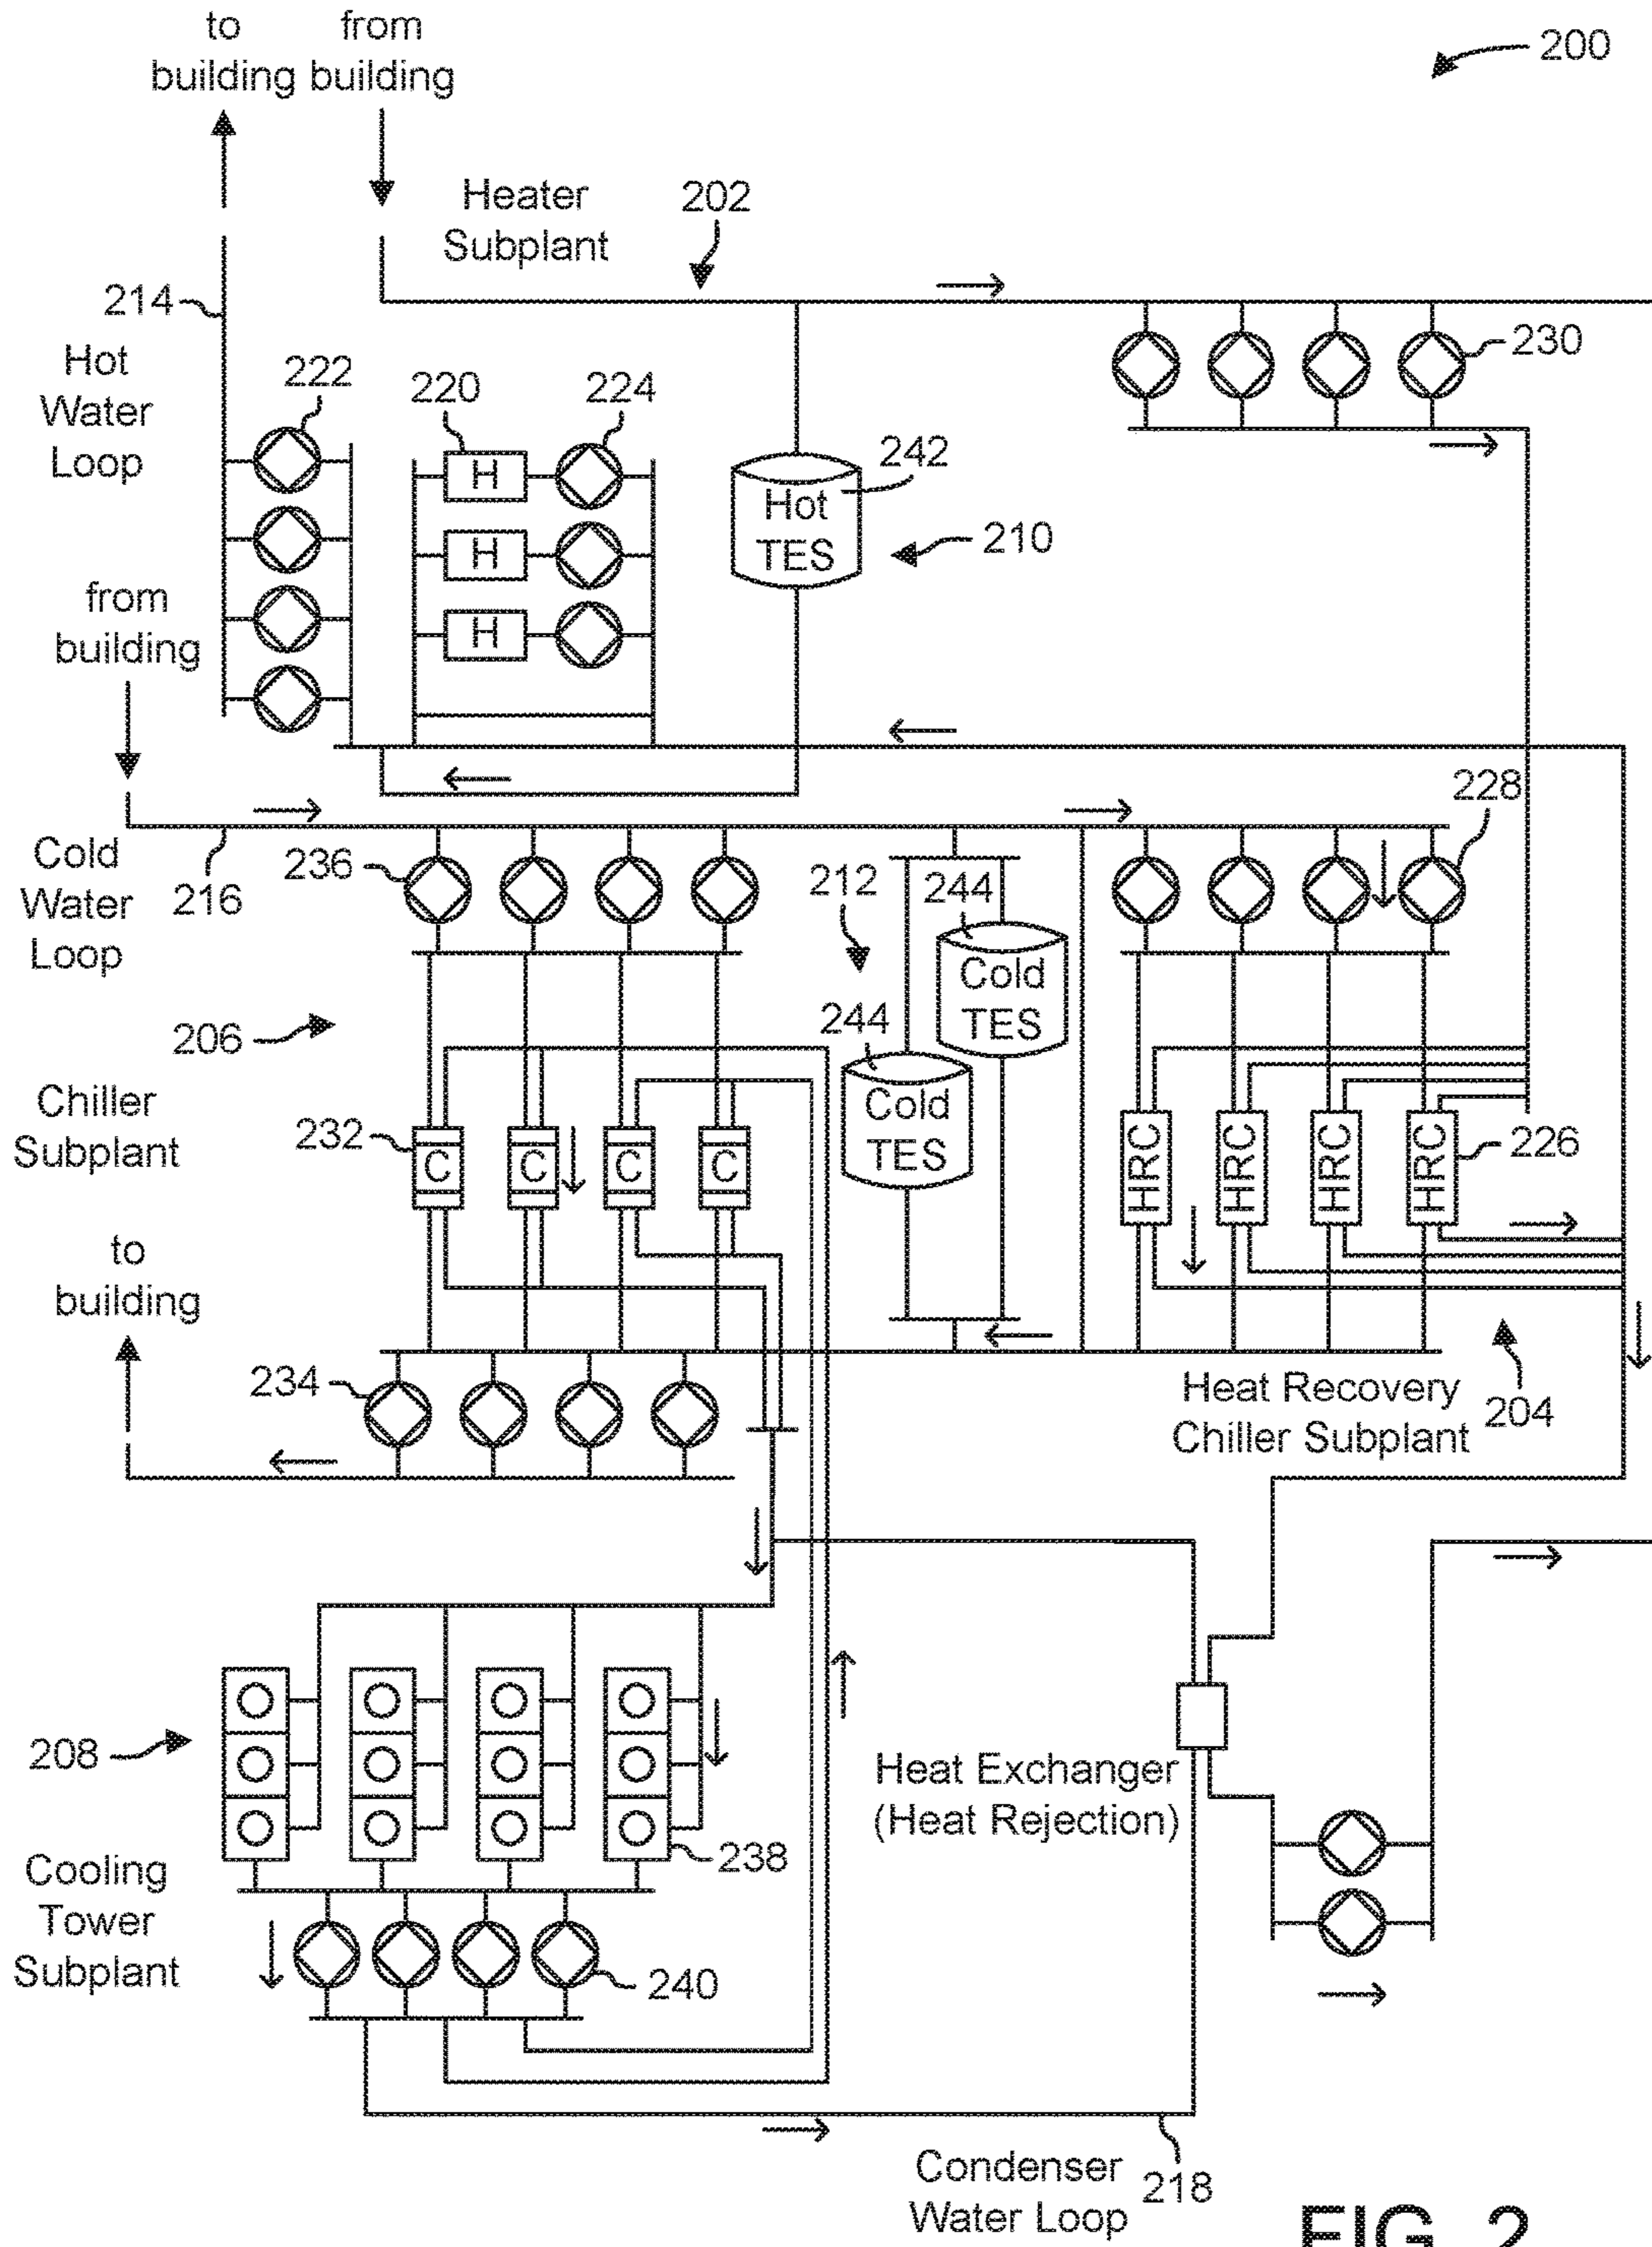 to
building
from
building
200
Heater
Subplant
202
214
Hot
Water
Loop
222
220
224
230
H
H
H
Hot
TES
242
210
from
building
228
Cold
Water
Loop
216
236
212
244
Cold
TES
244
Cold
TES
206
Chiller
Subplant
232
C
C
C
C
HRC
HRC
HRC
HRC
226
to
building
234
Heat Recovery
Chiller Subplant
204
208
Heat Exchanger
(Heat Rejection)
238
Cooling
Tower
Subplant
240
Condenser
Water Loop
218
FIG. 2